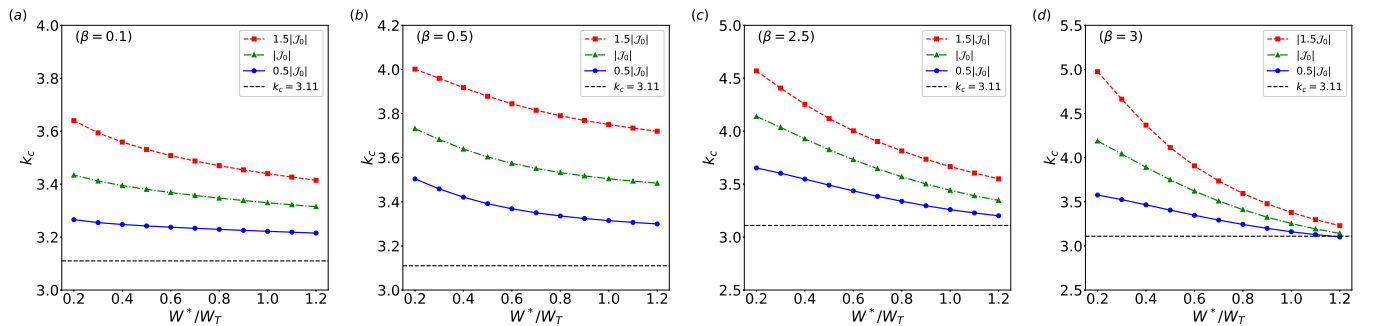 (a)
(β = 0.1)
1.5|𝒥₀|
|𝒥₀|
0.5|𝒥₀|
k_c = 3.11
k_c
4.0
3.8
3.6
3.4
3.2
3.0
0.2 0.4 0.6 0.8 1.0 1.2
W*/W_T
(b)
(β = 0.5)
1.5|𝒥₀|
|𝒥₀|
0.5|𝒥₀|
k_c = 3.11
k_c
4.2
4.0
3.8
3.6
3.4
3.2
3.0
0.2 0.4 0.6 0.8 1.0 1.2
W*/W_T
(c)
(β = 2.5)
1.5|𝒥₀|
|𝒥₀|
0.5|𝒥₀|
k_c = 3.11
k_c
5.0
4.5
4.0
3.5
3.0
2.5
0.2 0.4 0.6 0.8 1.0 1.2
W*/W_T
(d)
(β = 3)
|1.5𝒥₀|
|𝒥₀|
0.5|𝒥₀|
k_c = 3.11
k_c
5.5
5.0
4.5
4.0
3.5
3.0
2.5
0.2 0.4 0.6 0.8 1.0 1.2
W*/W_T